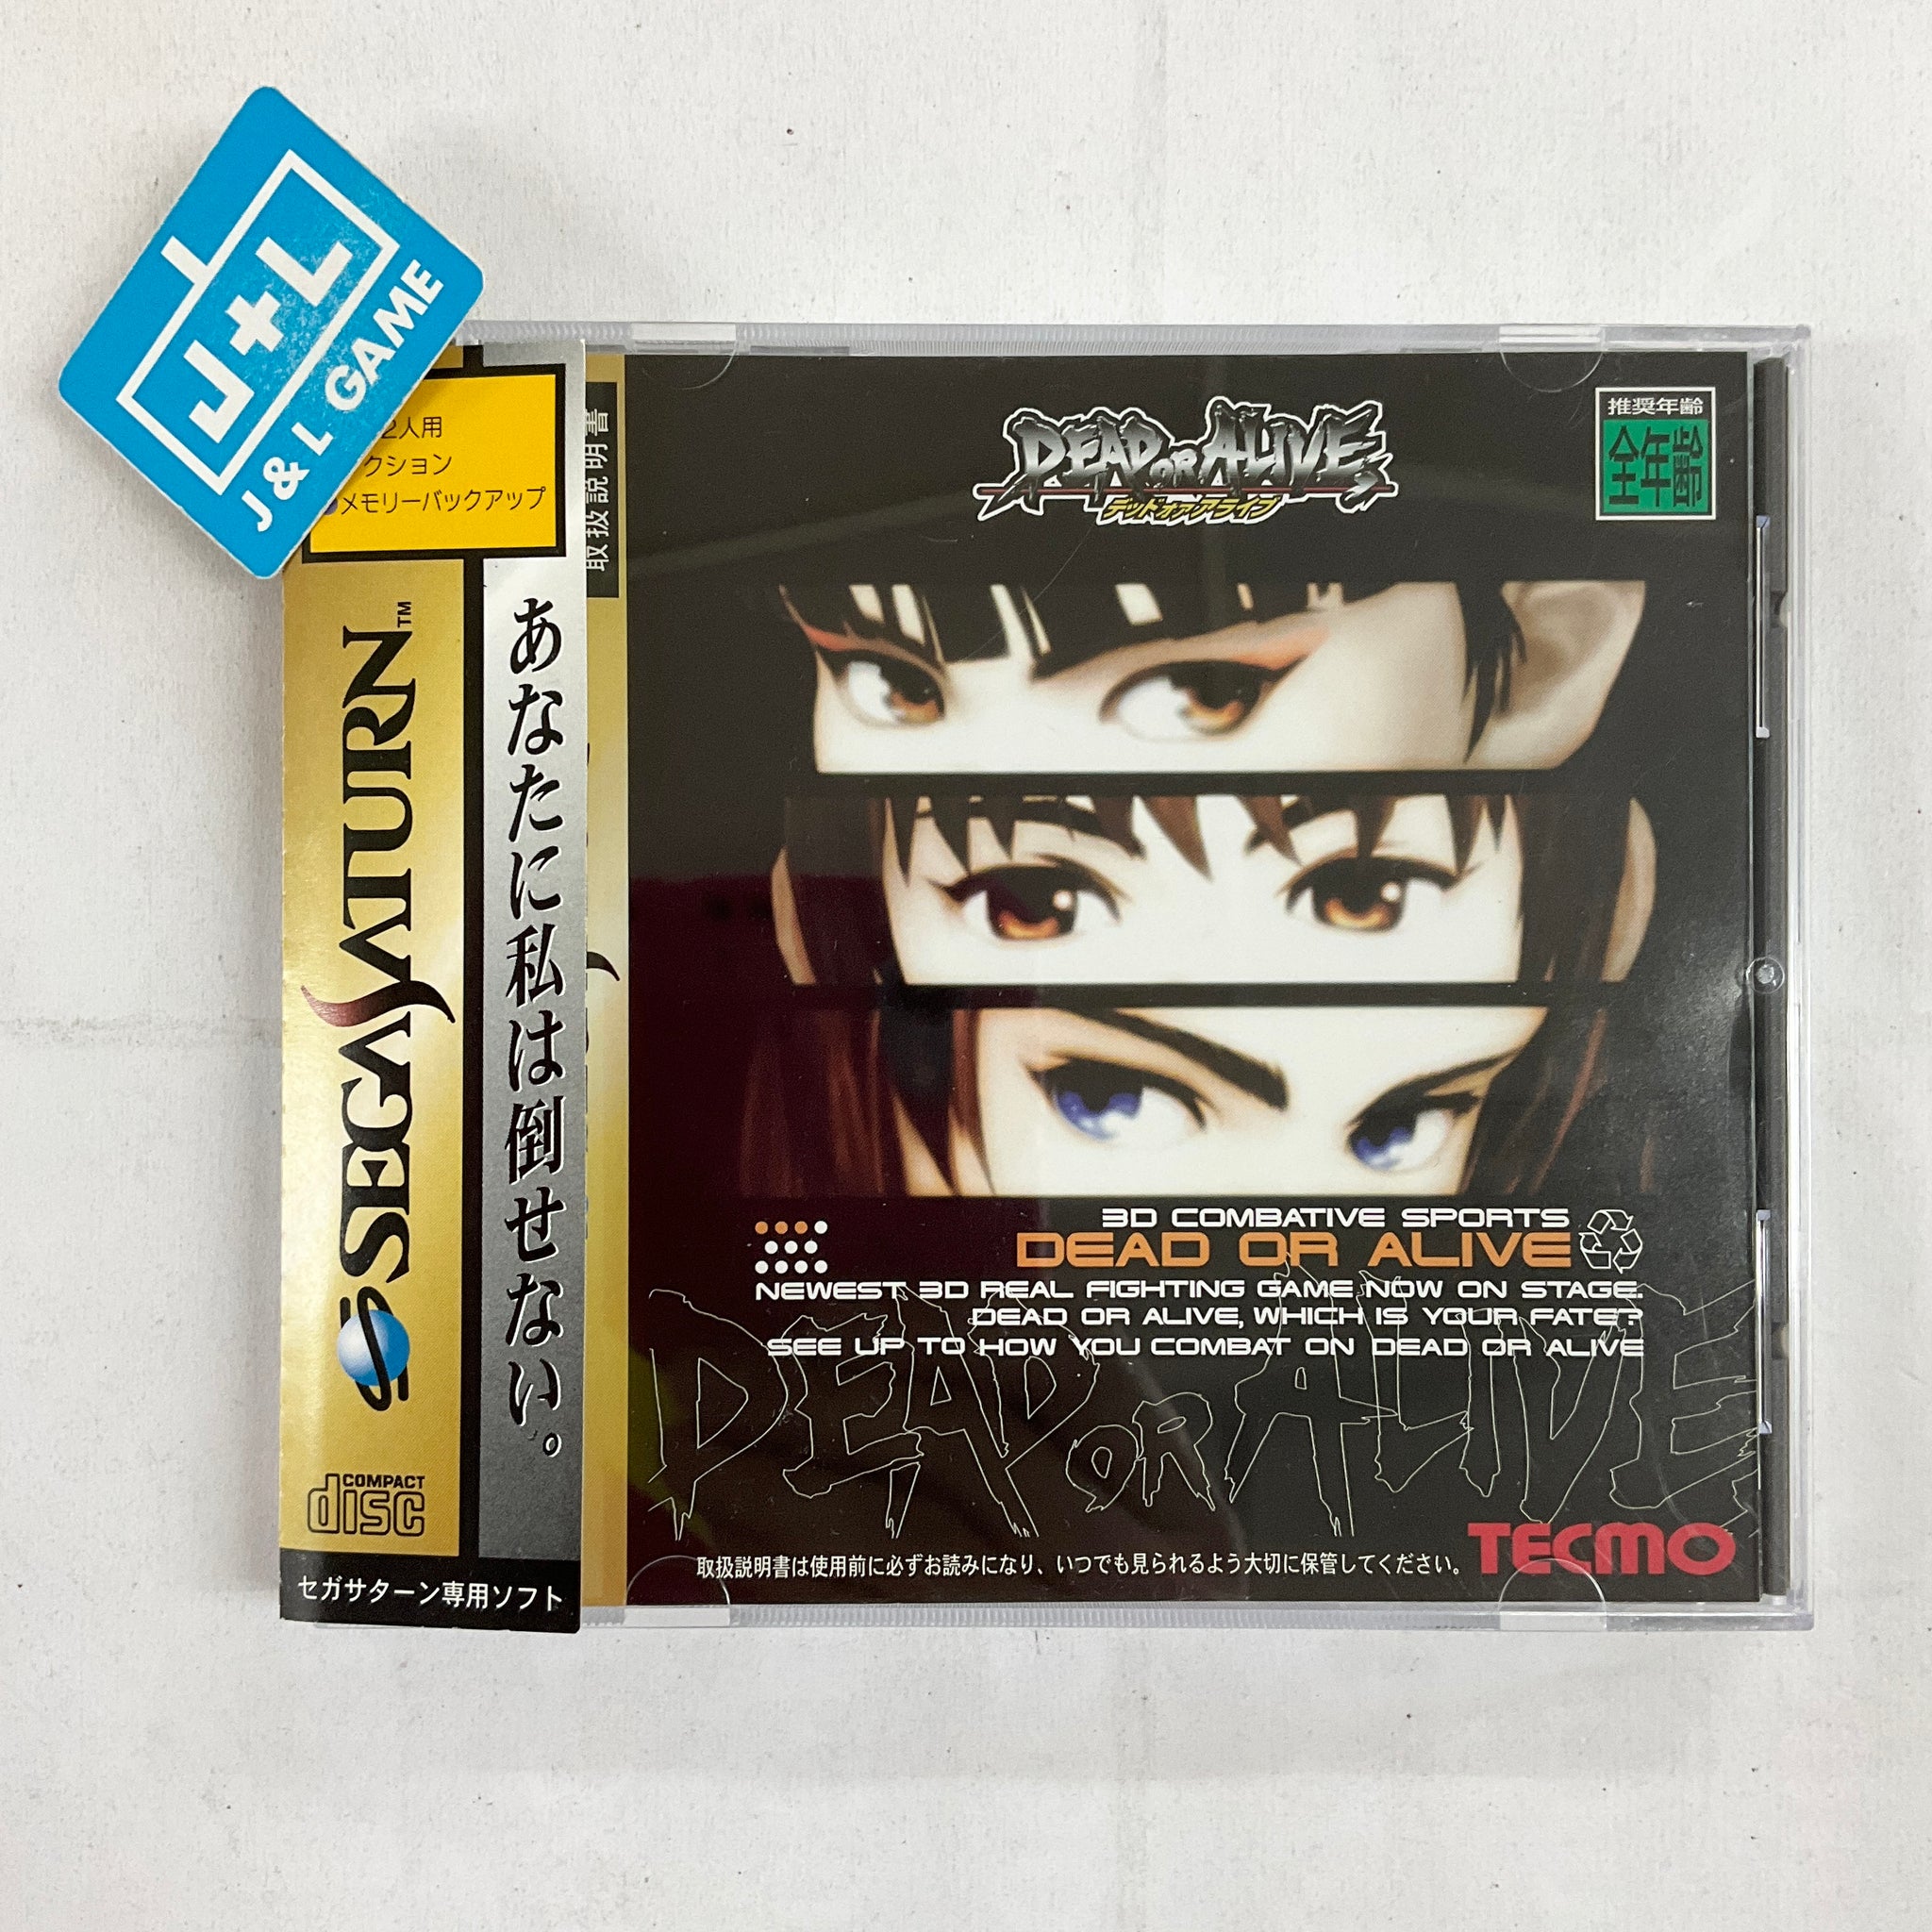 J+L
J & L GAME
2人用
クション
メモリーバックアップ
SEGA SATURN™
あなたに私は倒せない。
COMPACT
disc
セガサターン専用ソフト
取扱説明書
DEAD OR ALIVE
デッドオアアライブ
推奨年齢
全年齢
3D COMBATIVE SPORTS
DEAD OR ALIVE
NEWEST 3D REAL FIGHTING GAME NOW ON STAGE.
DEAD OR ALIVE, WHICH IS YOUR FATE?
SEE UP TO HOW YOU COMBAT ON DEAD OR ALIVE
DEAD OR ALIVE
TECMO
取扱説明書は使用前に必ずお読みになり、いつでも見られるよう大切に保管してください。